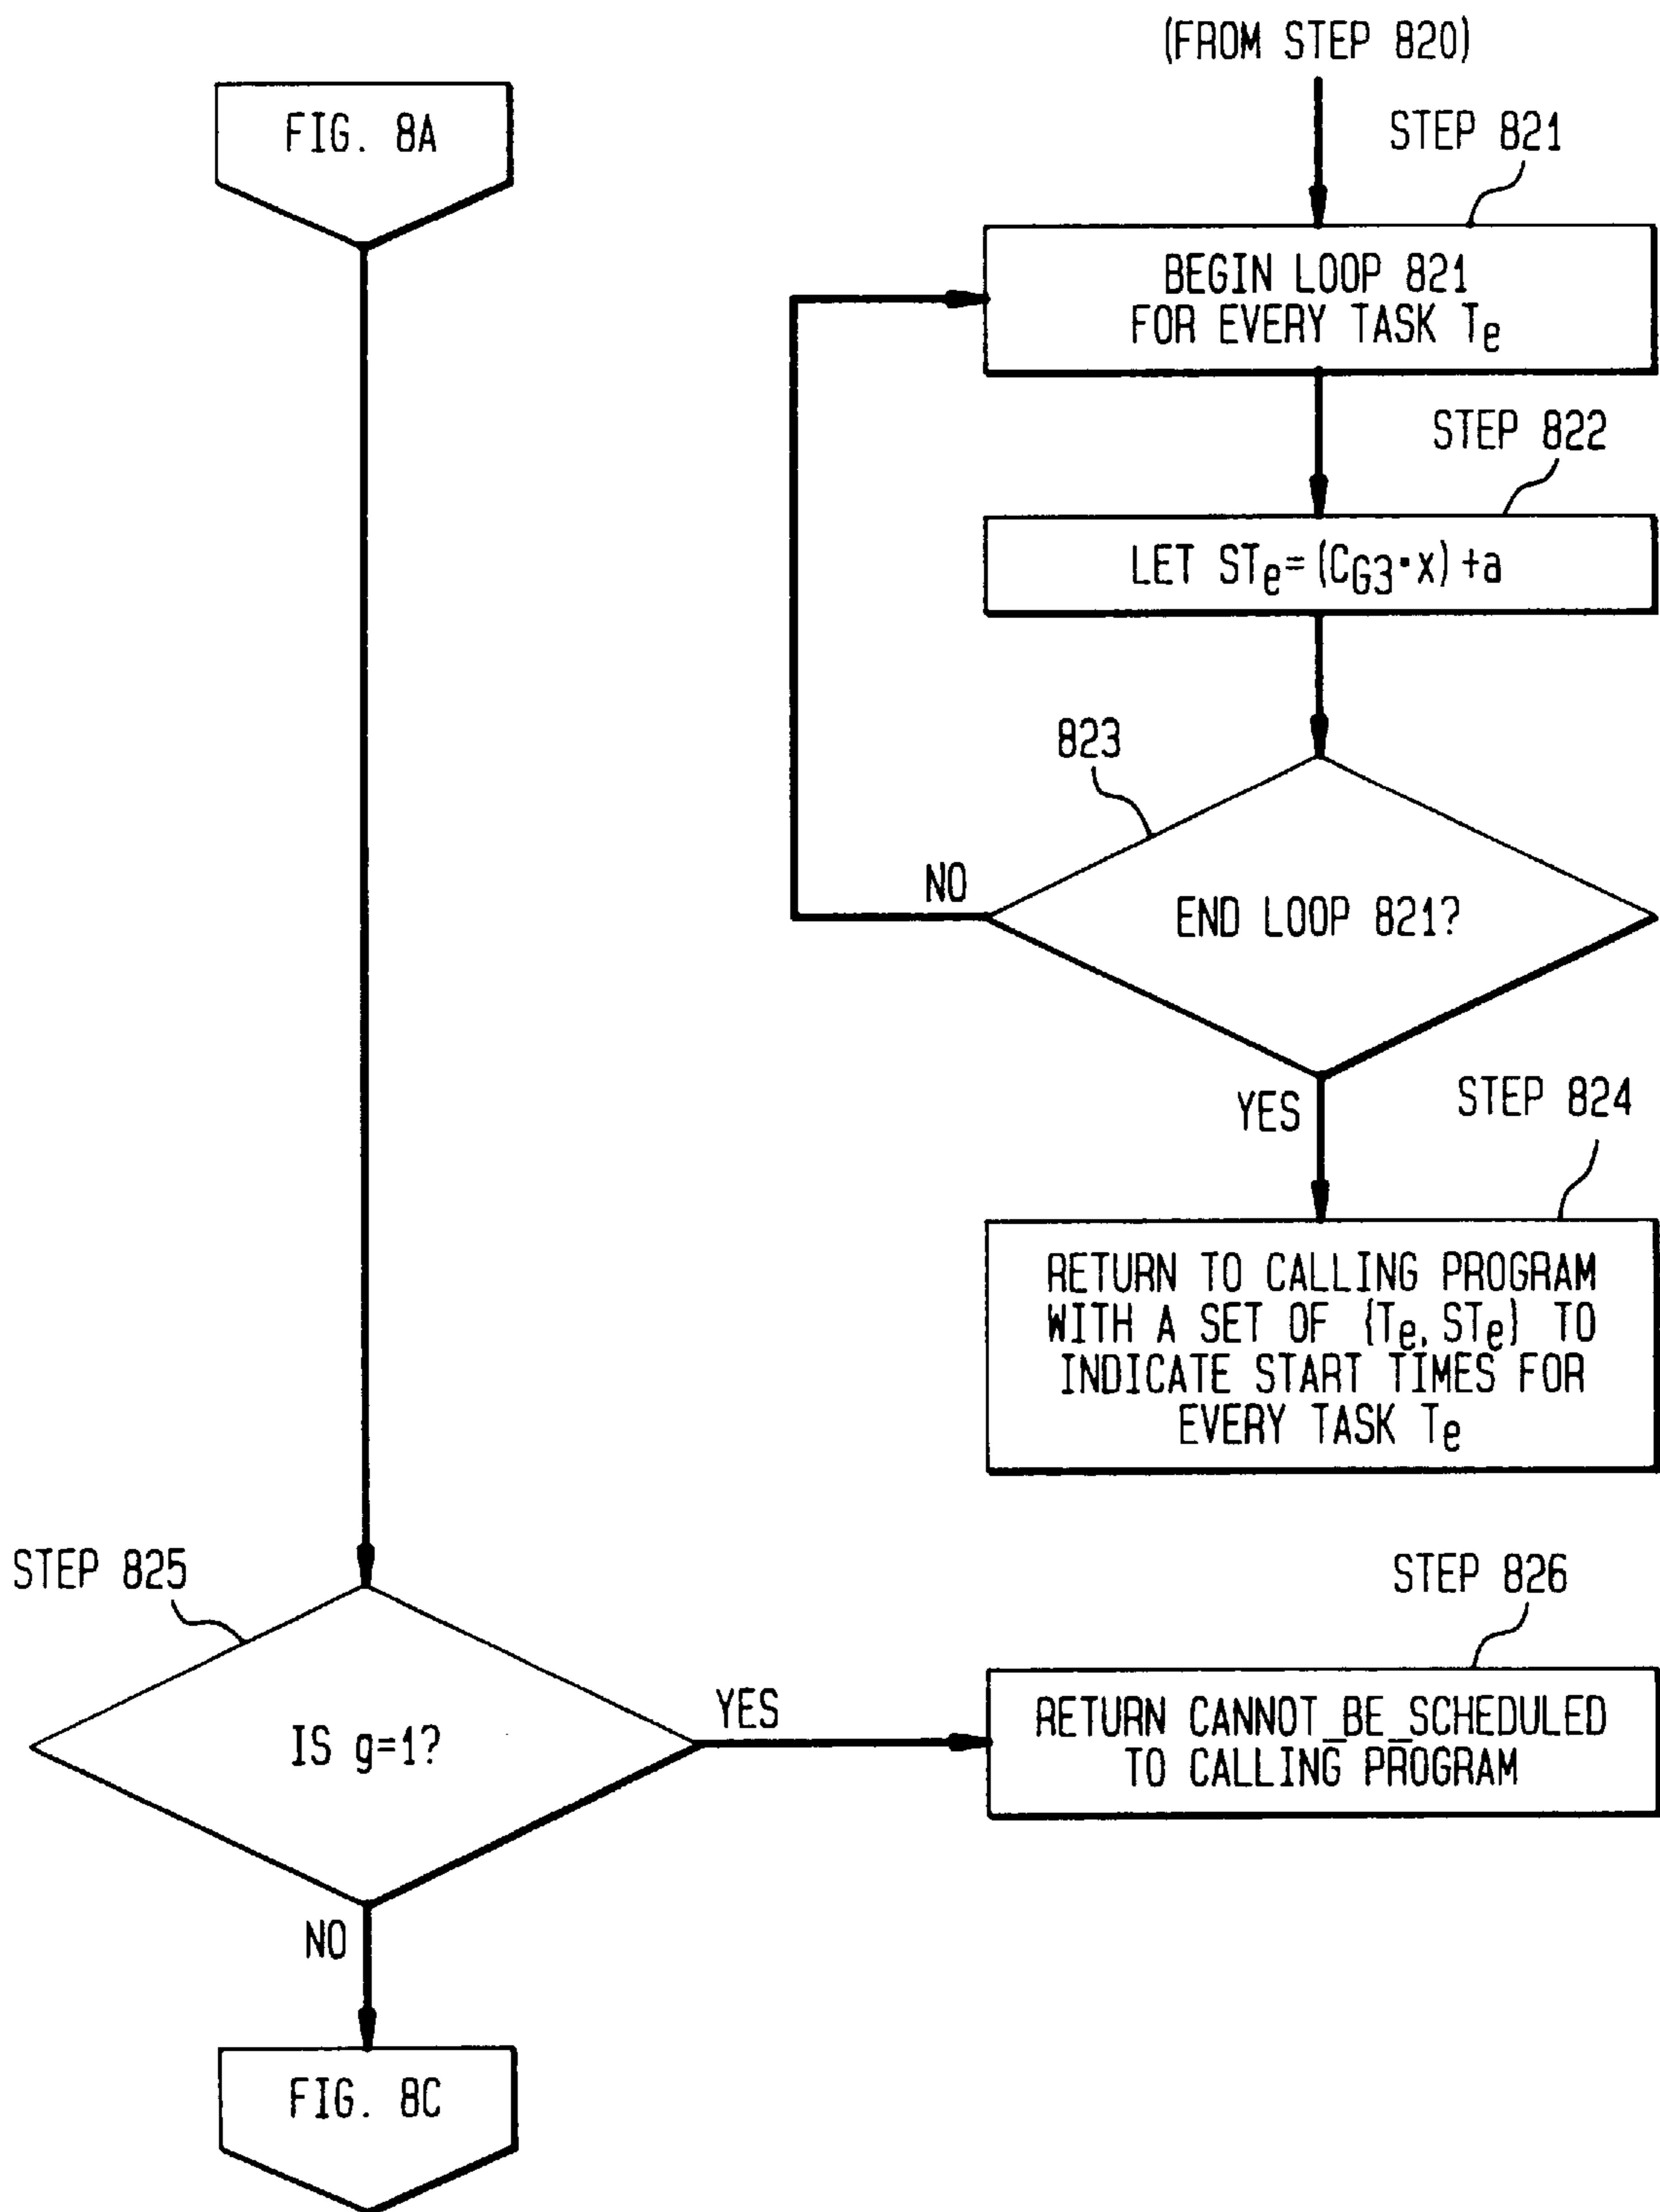 (FROM STEP 820)
FIG. 8A
STEP 821
BEGIN LOOP 821
FOR EVERY TASK Te
STEP 822
LET STe=(CG3·x)+a
823
NO
END LOOP 821?
YES
STEP 824
RETURN TO CALLING PROGRAM
WITH A SET OF {Te, STe} TO
INDICATE START TIMES FOR
EVERY TASK Te
STEP 825
STEP 826
IS g=1?
YES
RETURN CANNOT_BE_SCHEDULED
TO CALLING PROGRAM
NO
FIG. 8C